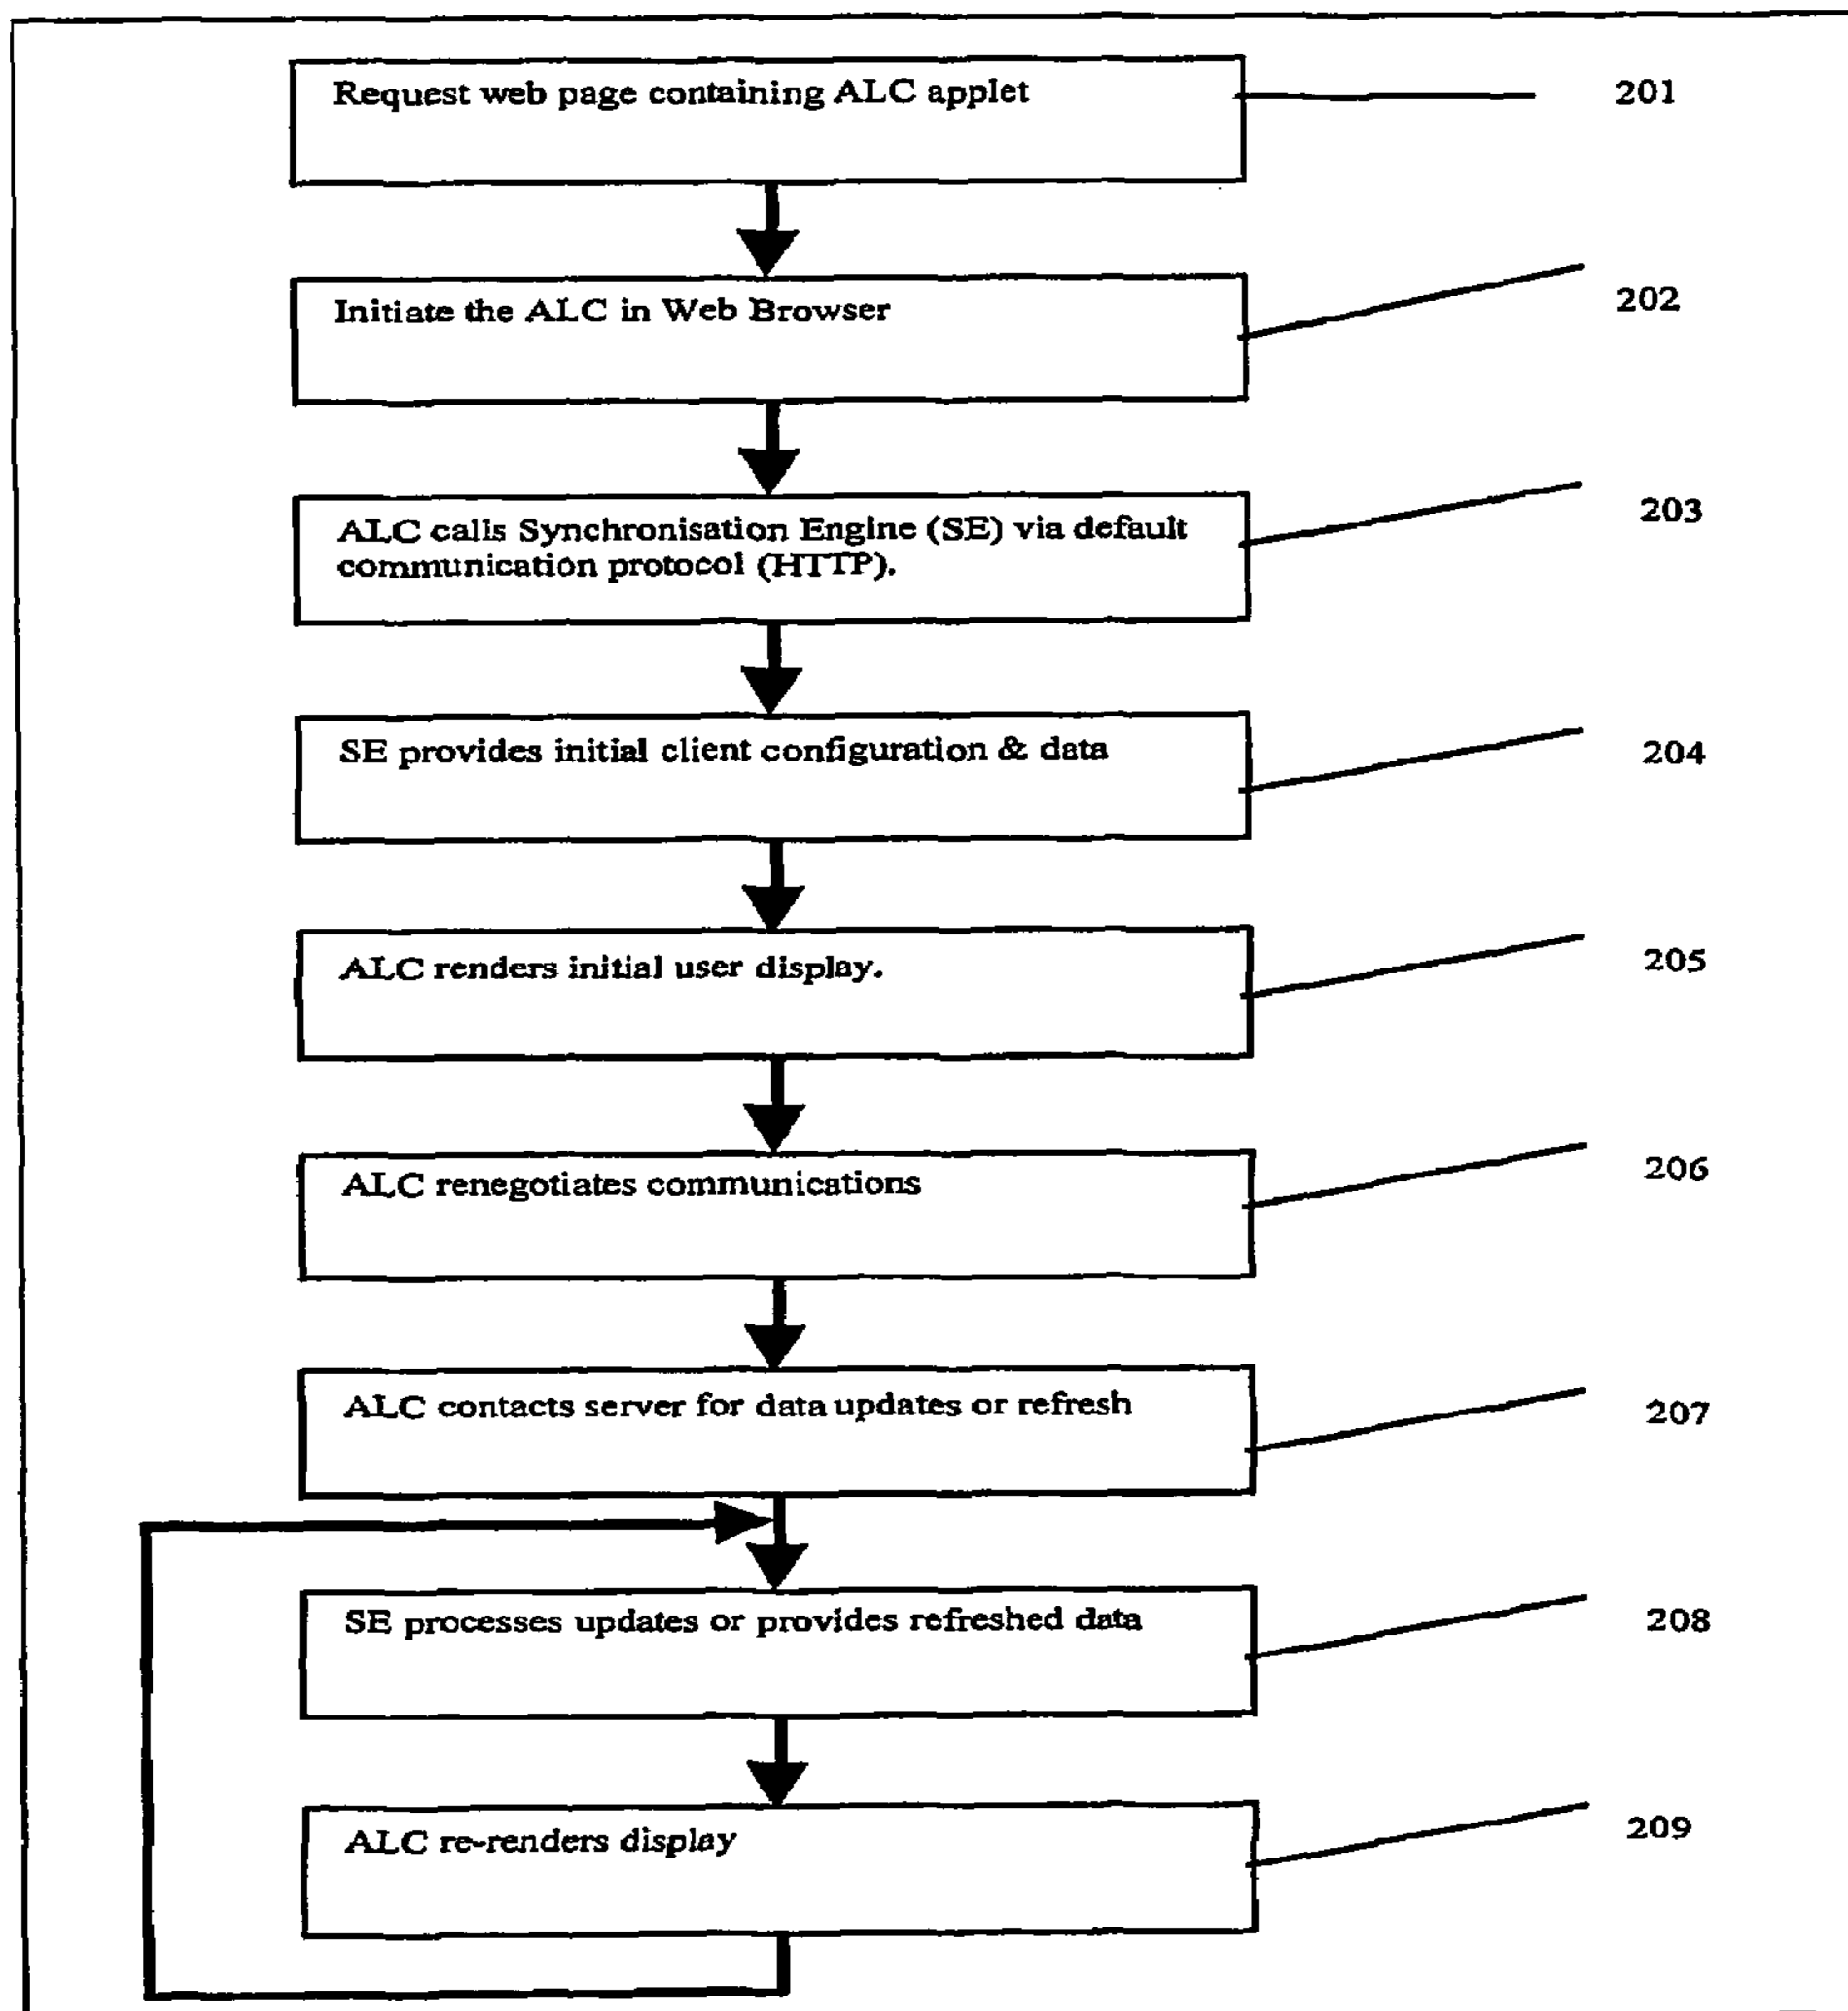 Request web page containing ALC applet
201
Initiate the ALC in Web Browser
202
ALC calls Synchronisation Engine (SE) via default
communication protocol (HTTP).
203
SE provides initial client configuration & data
204
ALC renders initial user display.
205
ALC renegotiates communications
206
ALC contacts server for data updates or refresh
207
SE processes updates or provides refreshed data
208
ALC re-renders display
209